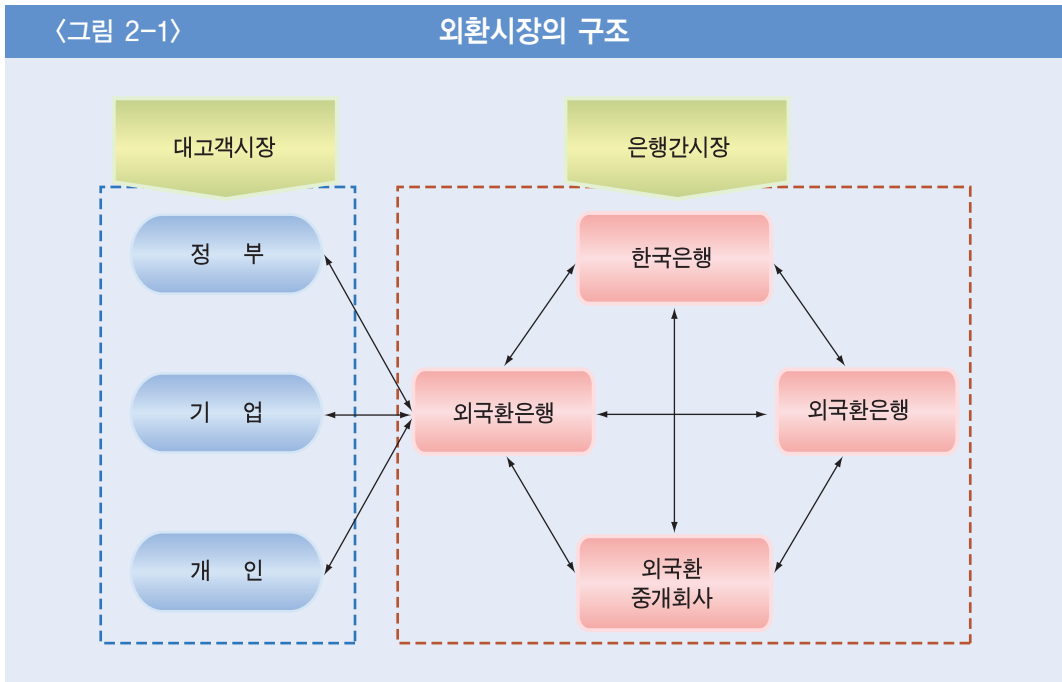 〈그림 2-1〉 외환시장의 구조
대고객시장
은행간시장
정 부
한국은행
기 업
외국환은행
외국환은행
개 인
외국환
중개회사